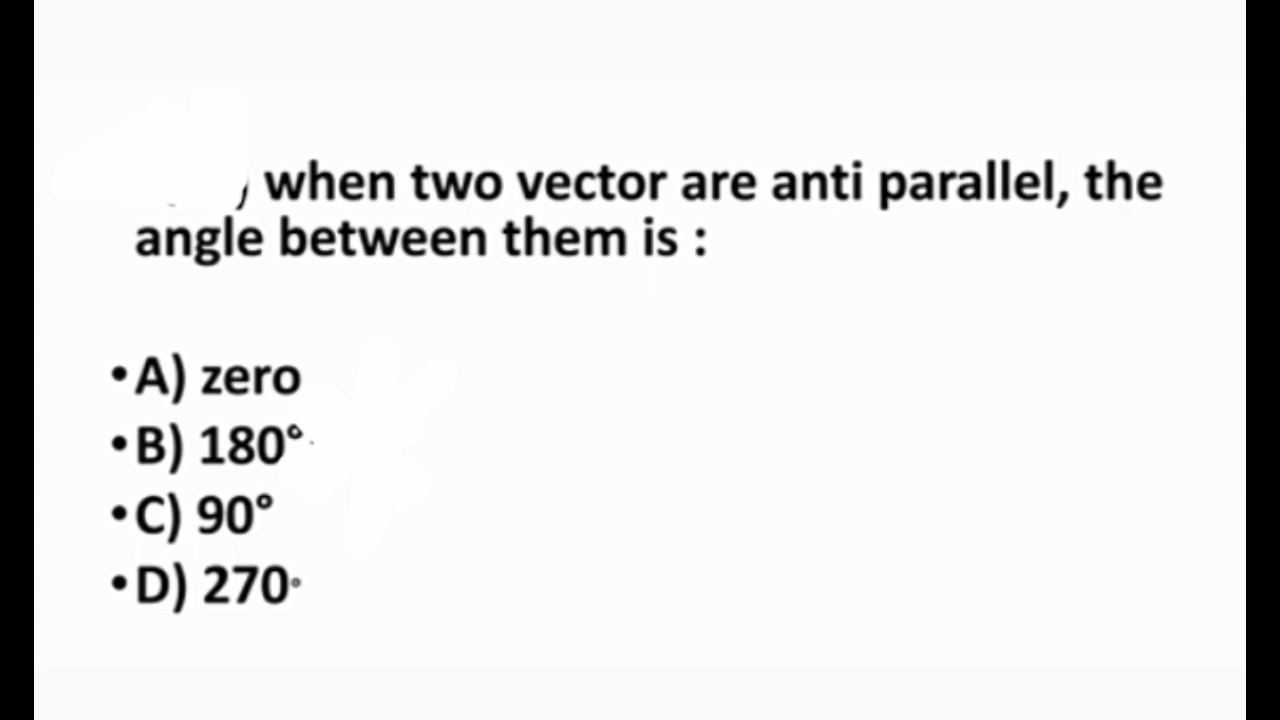 ) when two vector are anti parallel, the
angle between them is :
•A) zero
•B) 180°
•C) 90°
•D) 270°